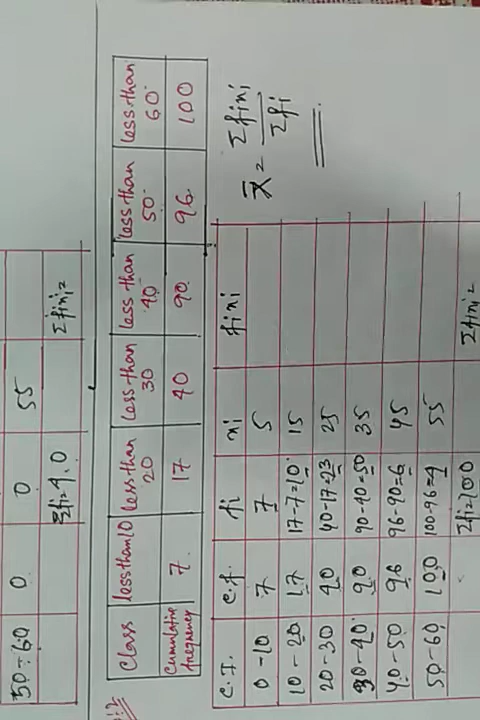 50-60 0 0 55
Σfi=40 Σfixi=
Class less than 10 less than 20 less than 30 less than 40 less than 50 less than 60
Cumulative frequency 7 17 40 90 96 100
C.I. C.f. fi xi fixi
0-10 7 7 5
10-20 17 17-7=10 15
20-30 40 40-17=23 25
30-40 90 90-40=50 35
40-50 96 96-90=6 45
50-60 100 100-96=4 55
Σfi=100 Σfixi=
x̄ = Σfixi / Σfi